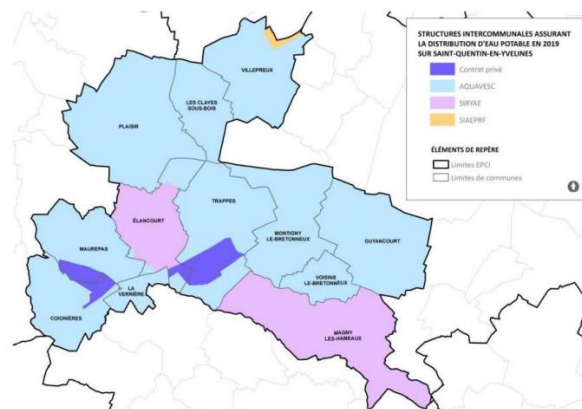 STRUCTURES INTERCOMMUNALES ASSURANT
LA DISTRIBUTION D'EAU POTABLE EN 2019
SUR SAINT-QUENTIN-EN-YVELINES
Contrat privé
AQUAVESC
SIRYAE
SIAEPRF
ÉLÉMENTS DE REPÈRE
Limites EPCI
Limites de communes
VILLEPREUX
LES CLAYES
SOUS-BOIS
PLAISIR
TRAPPES
ÉLANCOURT
MONTIGNY
LE-BRETONNEUX
GUYANCOURT
MAUREPAS
VOISINS
LE-BRETONNEUX
LA
VERRIÈRE
COIGNIÈRES
MAGNY
LES-HAMEAUX